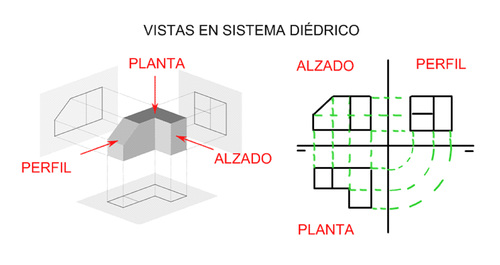 VISTAS EN SISTEMA DIÉDRICO
PLANTA
PERFIL
ALZADO
ALZADO
PERFIL
PLANTA